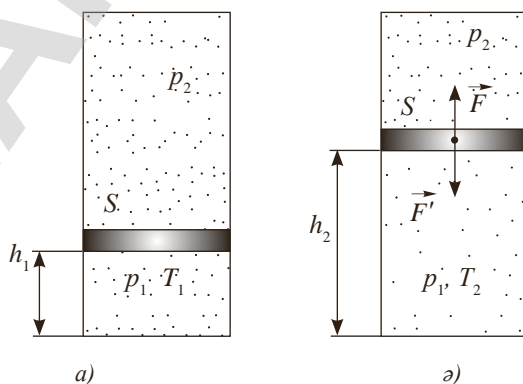 p₂
S
h₁
p₁ T₁
а)
p₂
S
F⃗
F⃗'
h₂
p₁, T₂
ә)